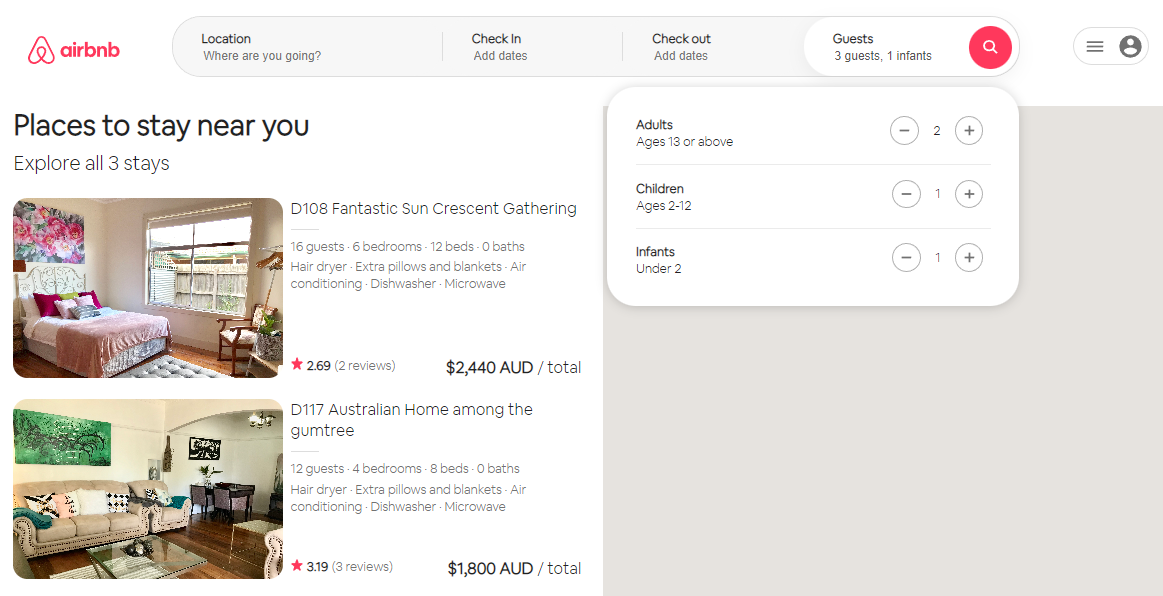 airbnb
Location
Where are you going?
Check In
Add dates
Check out
Add dates
Guests
3 guests, 1 infants
Places to stay near you
Explore all 3 stays
D108 Fantastic Sun Crescent Gathering
16 guests · 6 bedrooms · 12 beds · 0 baths
Hair dryer · Extra pillows and blankets · Air
conditioning · Dishwasher · Microwave
2.69 (2 reviews)
$2,440 AUD / total
D117 Australian Home among the
gumtree
12 guests · 4 bedrooms · 8 beds · 0 baths
Hair dryer · Extra pillows and blankets · Air
conditioning · Dishwasher · Microwave
3.19 (3 reviews)
$1,800 AUD / total
Adults
Ages 13 or above
2
Children
Ages 2-12
1
Infants
Under 2
1